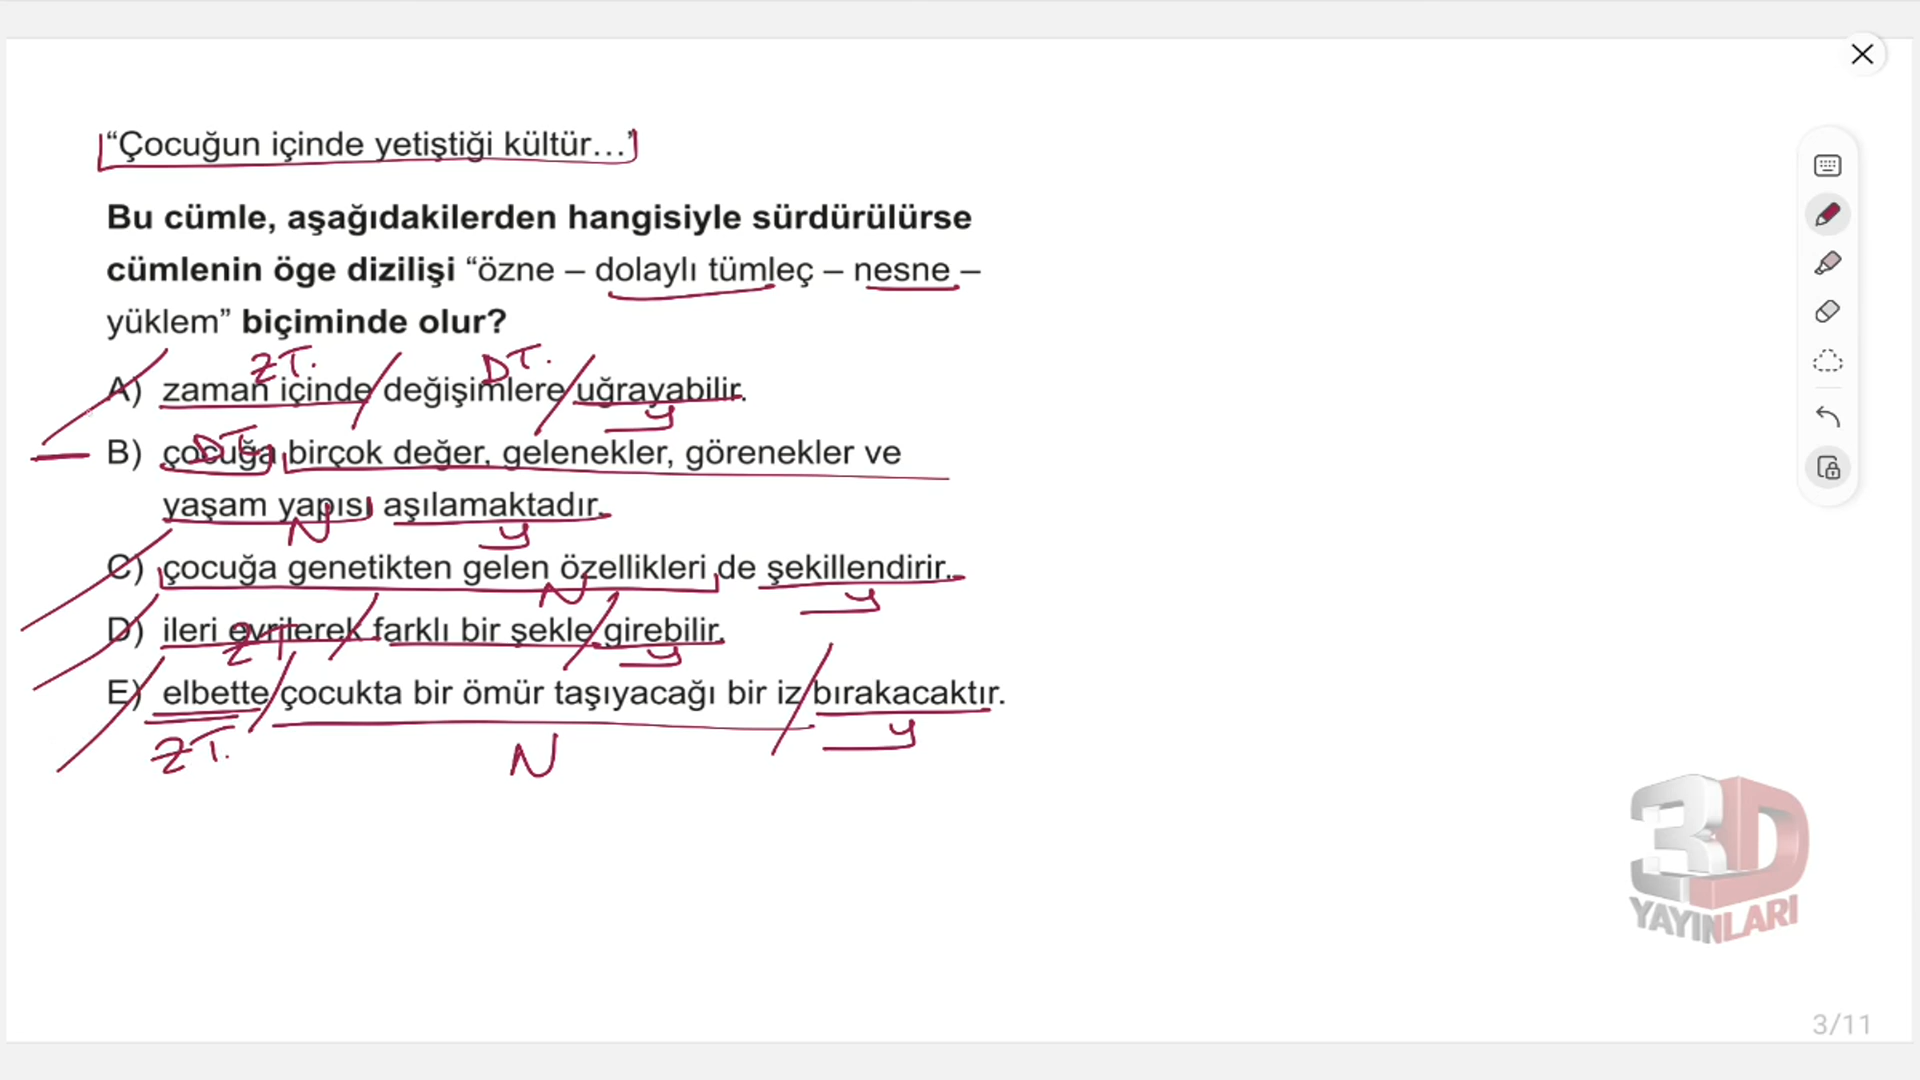 “Çocuğun içinde yetiştiği kültür...”
Bu cümle, aşağıdakilerden hangisiyle sürdürülürse
cümlenin öge dizilişi “özne – dolaylı tümleç – nesne –
yüklem” biçiminde olur?
ZT. DT.
A) zaman içinde değişimlere uğrayabilir.
y
DT
B) çocuğa birçok değer, gelenekler, görenekler ve
yaşam yapısı aşılamaktadır.
N y
C) çocuğa genetikten gelen özellikleri de şekillendirir.
N y
D) ileri evrilerek farklı bir şekle girebilir.
ZT y
E) elbette çocukta bir ömür taşıyacağı bir iz bırakacaktır.
ZT. N y
3D
YAYINLARI
3/11